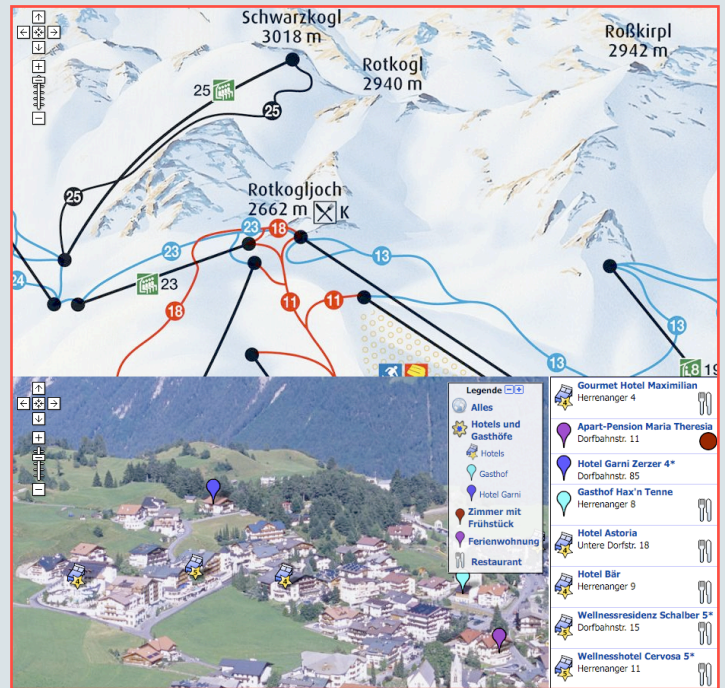 Schwarzkogl
3018 m
Roßkirpl
2942 m
Rotkogl
2940 m
25
25
25
Rotkogljoch
2662 m
K
23
18
23
13
24
23
11
11
18
13
13
18
19
Legende
Alles
Hotels und
Gasthöfe
Hotels
Gasthof
Hotel Garni
Zimmer mit
Frühstück
Ferienwohnung
Restaurant
Gourmet Hotel Maximilian
Herrenanger 4
Apart-Pension Maria Theresia
Dorfbahnstr. 11
Hotel Garni Zerzer 4*
Dorfbahnstr. 85
Gasthof Hax'n Tenne
Herrenanger 8
Hotel Astoria
Untere Dorfstr. 18
Hotel Bär
Herrenanger 9
Wellnessresidenz Schalber 5*
Dorfbahnstr. 15
Wellnesshotel Cervosa 5*
Herrenanger 11